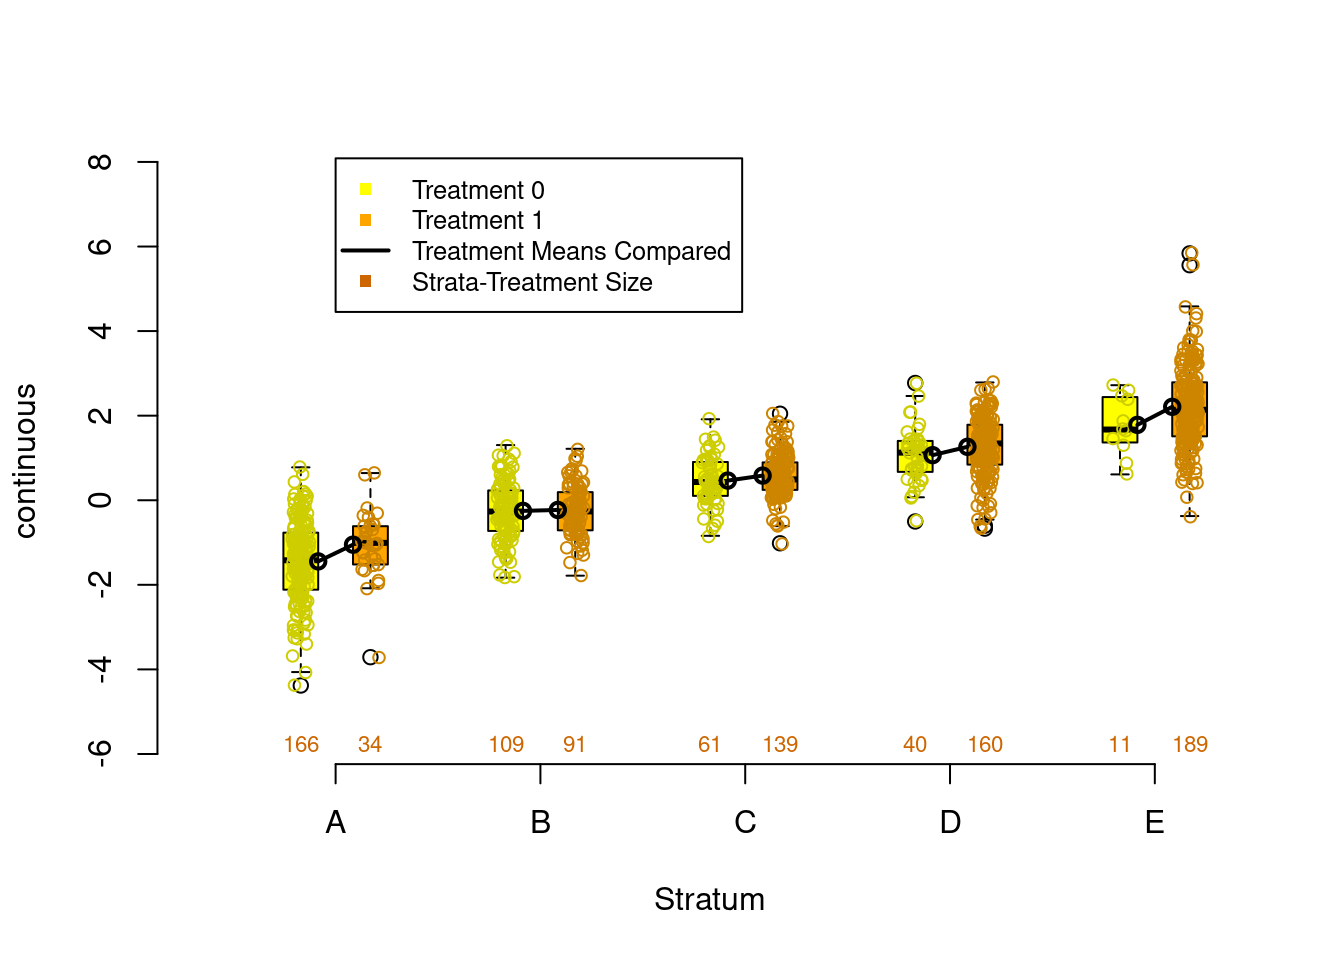 8
6
4
2
0
-2
-4
-6
continuous
Treatment 0
Treatment 1
Treatment Means Compared
Strata-Treatment Size
166 34 109 91 61 139 40 160 11 189
A B C D E
Stratum